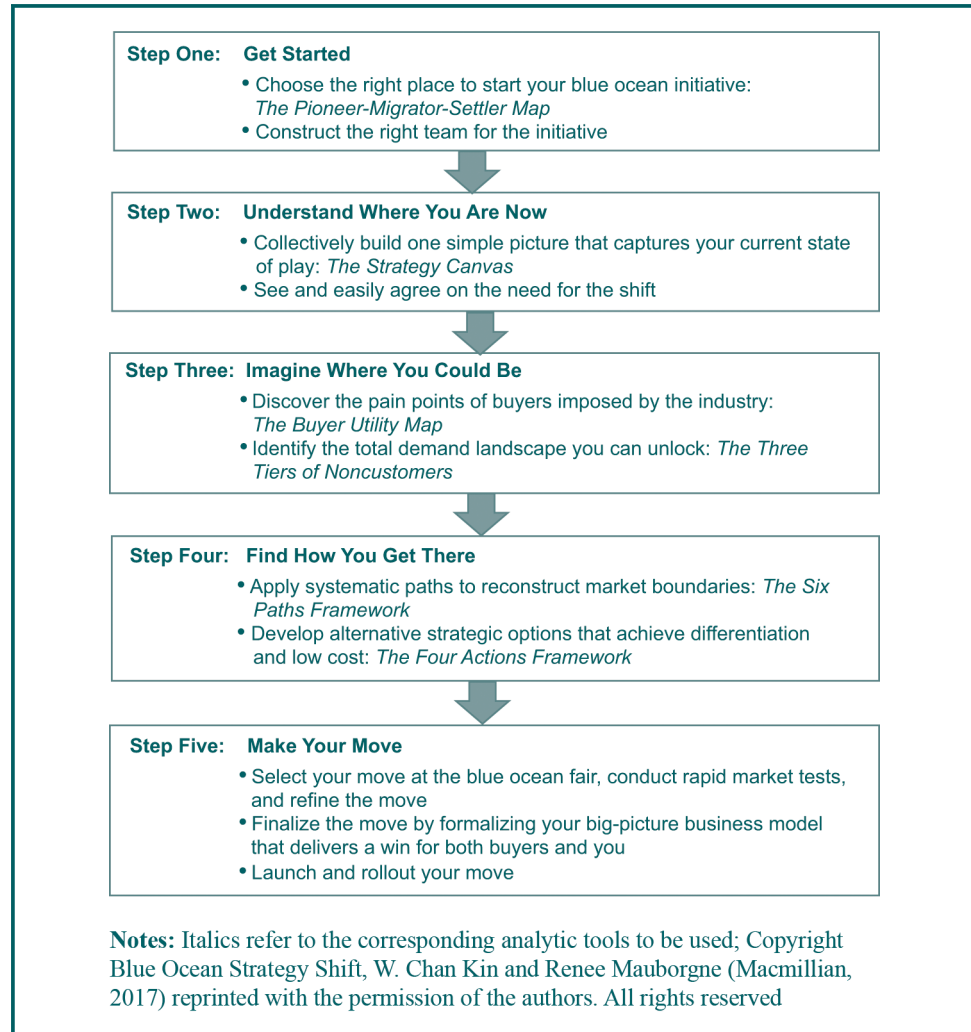 Step One: Get Started
• Choose the right place to start your blue ocean initiative:
The Pioneer-Migrator-Settler Map
• Construct the right team for the initiative
Step Two: Understand Where You Are Now
• Collectively build one simple picture that captures your current state
of play: The Strategy Canvas
• See and easily agree on the need for the shift
Step Three: Imagine Where You Could Be
• Discover the pain points of buyers imposed by the industry:
The Buyer Utility Map
• Identify the total demand landscape you can unlock: The Three
Tiers of Noncustomers
Step Four: Find How You Get There
• Apply systematic paths to reconstruct market boundaries: The Six
Paths Framework
• Develop alternative strategic options that achieve differentiation
and low cost: The Four Actions Framework
Step Five: Make Your Move
• Select your move at the blue ocean fair, conduct rapid market tests,
and refine the move
• Finalize the move by formalizing your big-picture business model
that delivers a win for both buyers and you
• Launch and rollout your move
Notes: Italics refer to the corresponding analytic tools to be used; Copyright
Blue Ocean Strategy Shift, W. Chan Kin and Renee Mauborgne (Macmillian,
2017) reprinted with the permission of the authors. All rights reserved